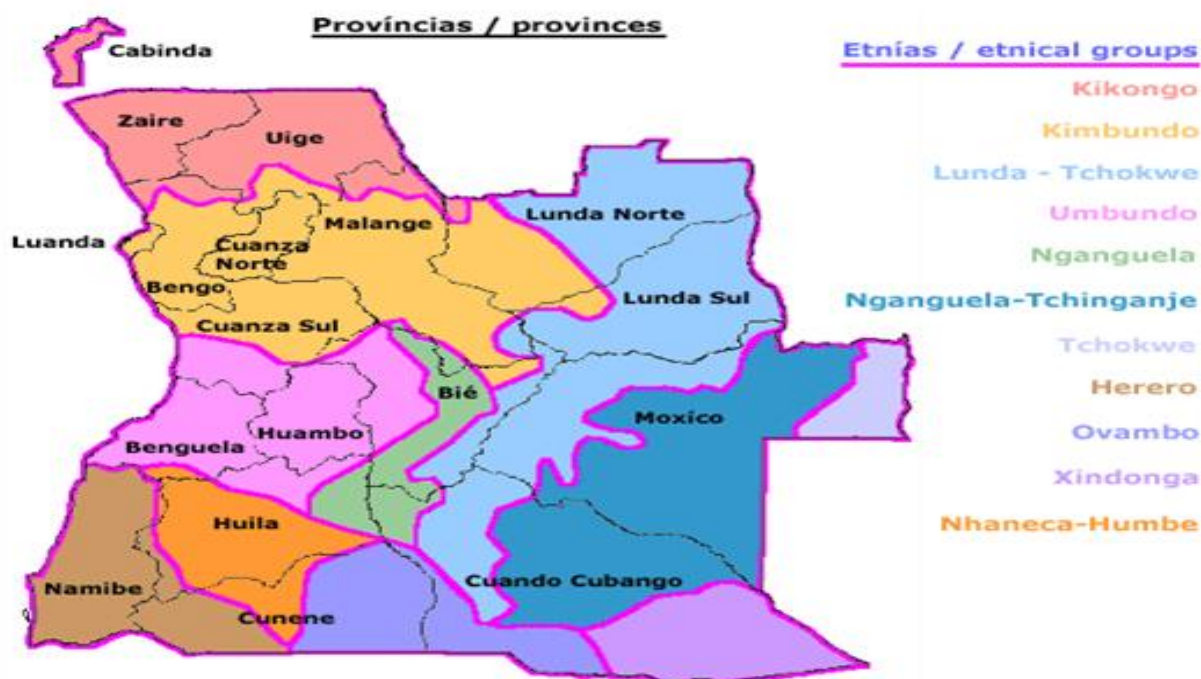 Províncias / provinces
Cabinda
Zaire
Uige
Luanda
Malange
Lunda Norte
Cuanza
Norte
Bengo
Cuanza Sul
Lunda Sul
Bié
Moxíco
Huambo
Benguela
Huila
Namibe
Cunene
Cuando Cubango
Etnías / etnical groups
Kikongo
Kimbundo
Lunda - Tchokwe
Umbundo
Nganguela
Nganguela-Tchinganje
Tchokwe
Herero
Ovambo
Xindonga
Nhaneca-Humbe